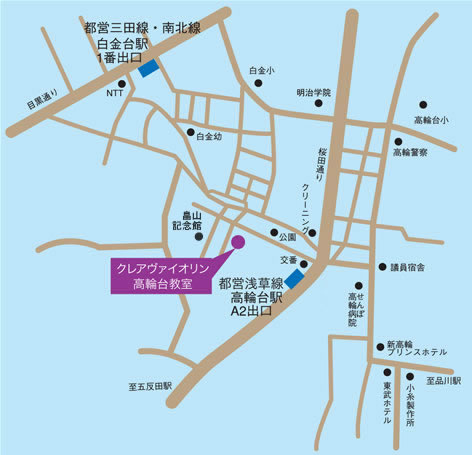 都営三田線・南北線
白金台駅
1番出口
目黒通り
NTT
白金小
明治学院
高輪台小
白金幼
桜田通り
高輪警察
クリーニング
畠山
記念館
公園
交番
クレアヴァイオリン
高輪台教室
都営浅草線
高輪台駅
A2出口
議員宿舎
せんぽ
高輪病院
新高輪
プリンスホテル
至五反田駅
至品川駅
東武ホテル
小糸製作所